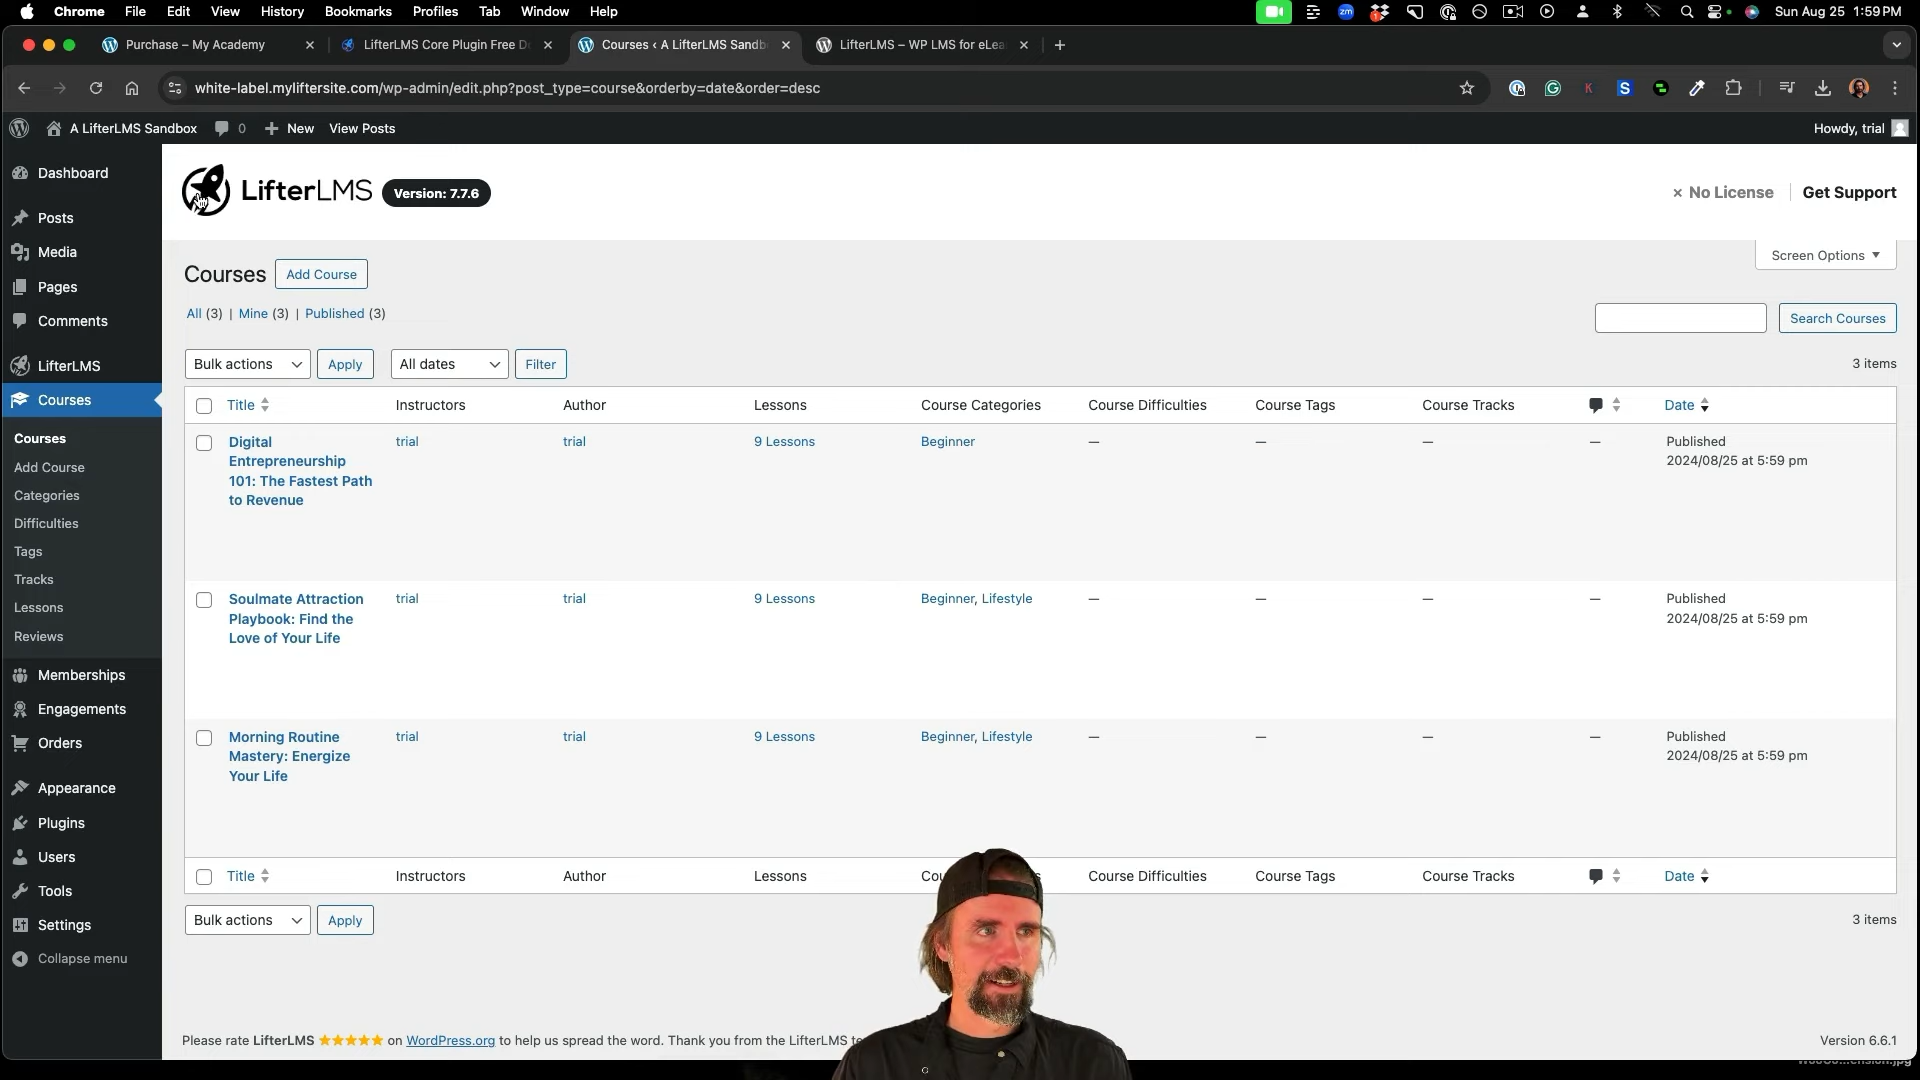 Chrome File Edit View History Bookmarks Profiles Tab Window Help
zm
1
Sun Aug 25 1:59 PM
Purchase – My Academy
LifterLMS Core Plugin Free D
Courses ‹ A LifterLMS Sandb
LifterLMS – WP LMS for eLea
white-label.myliftersite.com/wp-admin/edit.php?post_type=course&orderby=date&order=desc
A LifterLMS Sandbox 0 New View Posts
Howdy, trial
Dashboard
Posts
Media
Pages
Comments
LifterLMS
Courses
Courses
Add Course
Categories
Difficulties
Tags
Tracks
Lessons
Reviews
Memberships
Engagements
Orders
Appearance
Plugins
Users
Tools
Settings
Collapse menu
LifterLMS Version: 7.7.6
× No License Get Support
Screen Options
Courses Add Course
All (3) | Mine (3) | Published (3)
Search Courses
Bulk actions Apply All dates Filter
3 items
Title Instructors Author Lessons Course Categories Course Difficulties Course Tags Course Tracks Date
Digital Entrepreneurship 101: The Fastest Path to Revenue
trial trial 9 Lessons Beginner — — — —
Published
2024/08/25 at 5:59 pm
Soulmate Attraction Playbook: Find the Love of Your Life
trial trial 9 Lessons Beginner, Lifestyle — — — —
Published
2024/08/25 at 5:59 pm
Morning Routine Mastery: Energize Your Life
trial trial 9 Lessons Beginner, Lifestyle — — — —
Published
2024/08/25 at 5:59 pm
Title Instructors Author Lessons Course Difficulties Course Tags Course Tracks Date
Bulk actions Apply
3 items
Please rate LifterLMS ★★★★★ on WordPress.org to help us spread the word. Thank you from the LifterLMS
Version 6.6.1